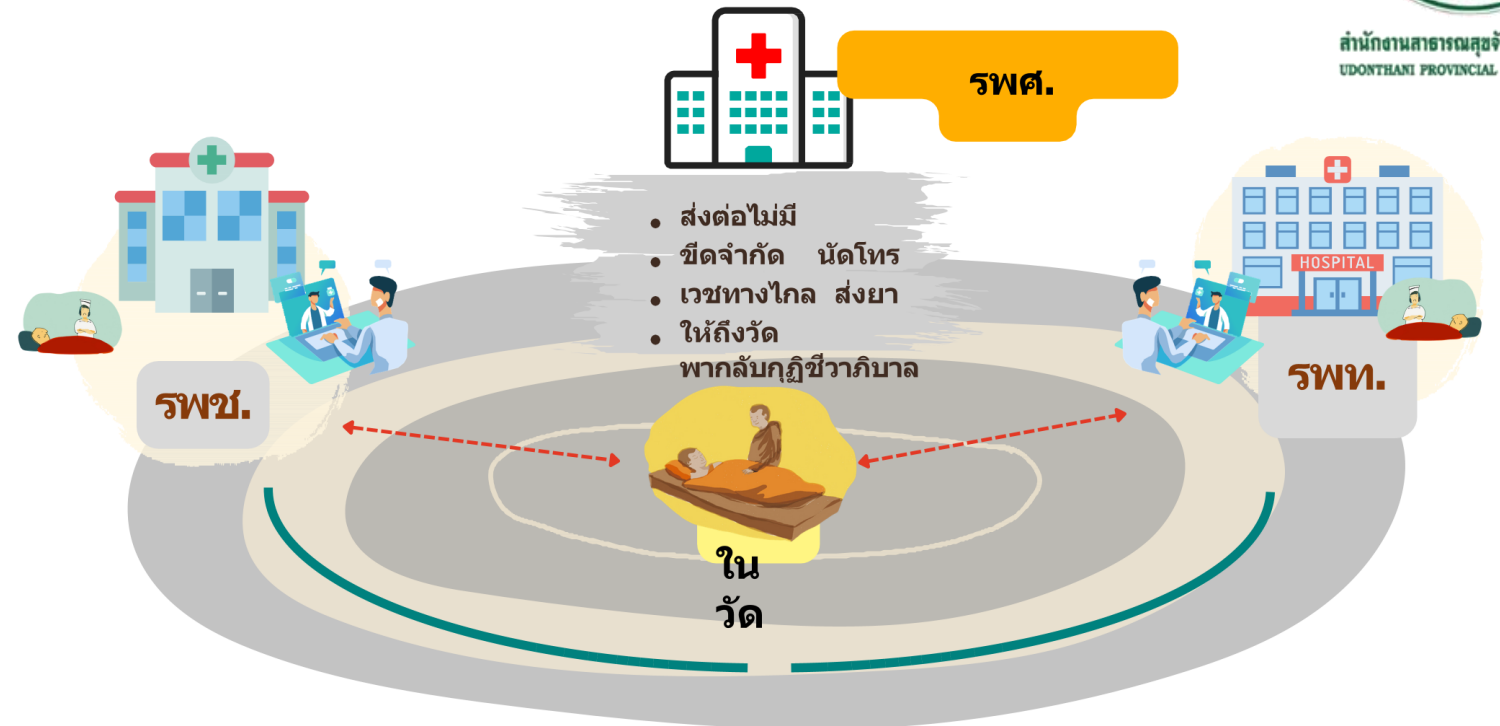 สำนักงานสาธารณสุขจั
UDONTHANI PROVINCIAL
รพศ.
• ส่งต่อไม่มี
• ขีดจำกัด นัดโทร
• เวชทางไกล ส่งยา
• ให้ถึงวัด
พากลับกุฏิชีวาภิบาล
HOSPITAL
รพช.
รพท.
ใน
วัด